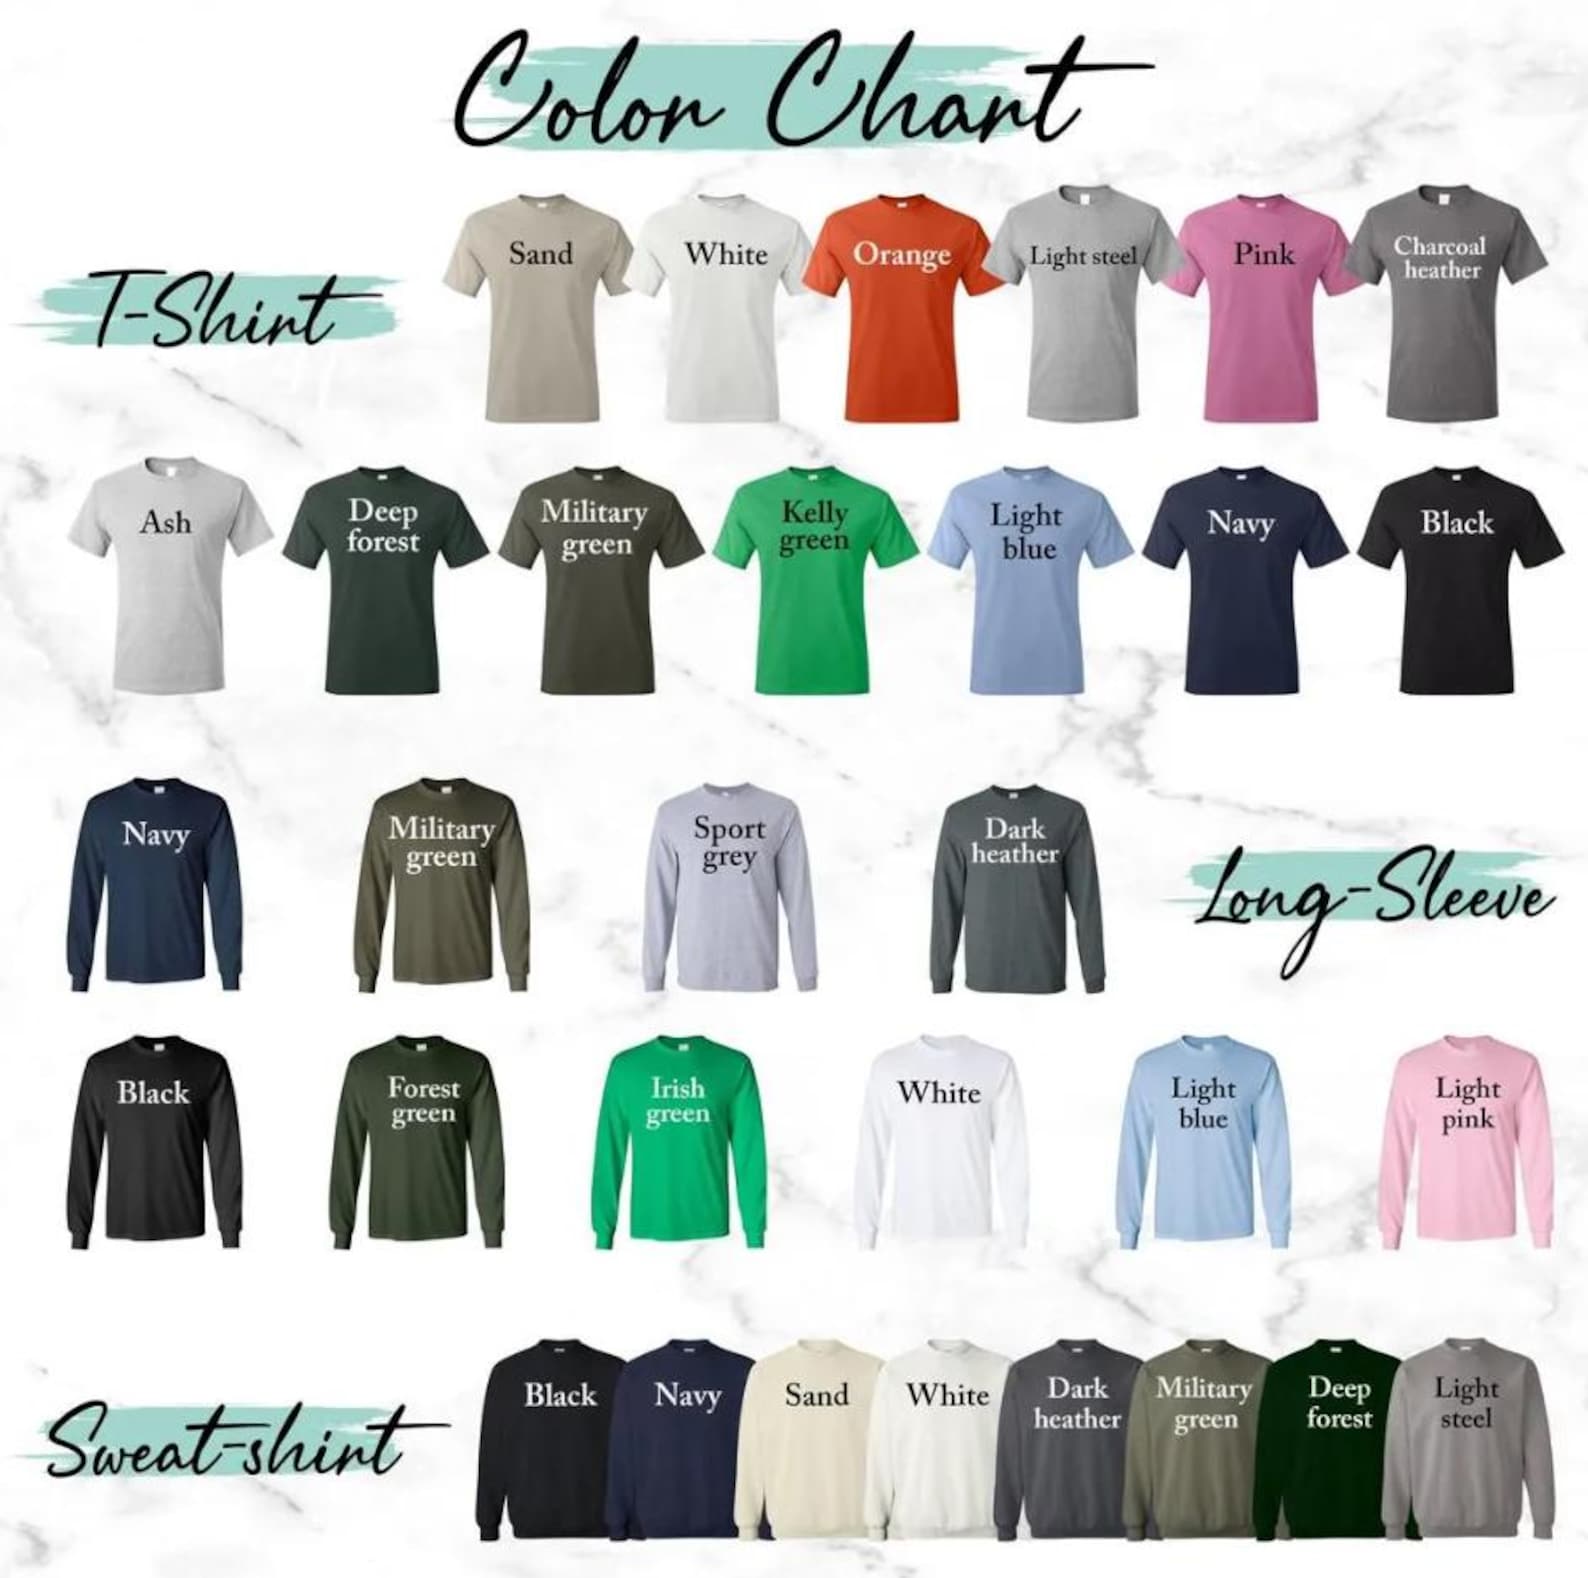 Color Chart
T-Shirt
Sand
White
Orange
Light steel
Pink
Charcoal
heather
Ash
Deep
forest
Military
green
Kelly
green
Light
blue
Navy
Black
Long-Sleeve
Navy
Military
green
Sport
grey
Dark
heather
Black
Forest
green
Irish
green
White
Light
blue
Light
pink
Sweat-shirt
Black
Navy
Sand
White
Dark
heather
Military
green
Deep
forest
Light
steel